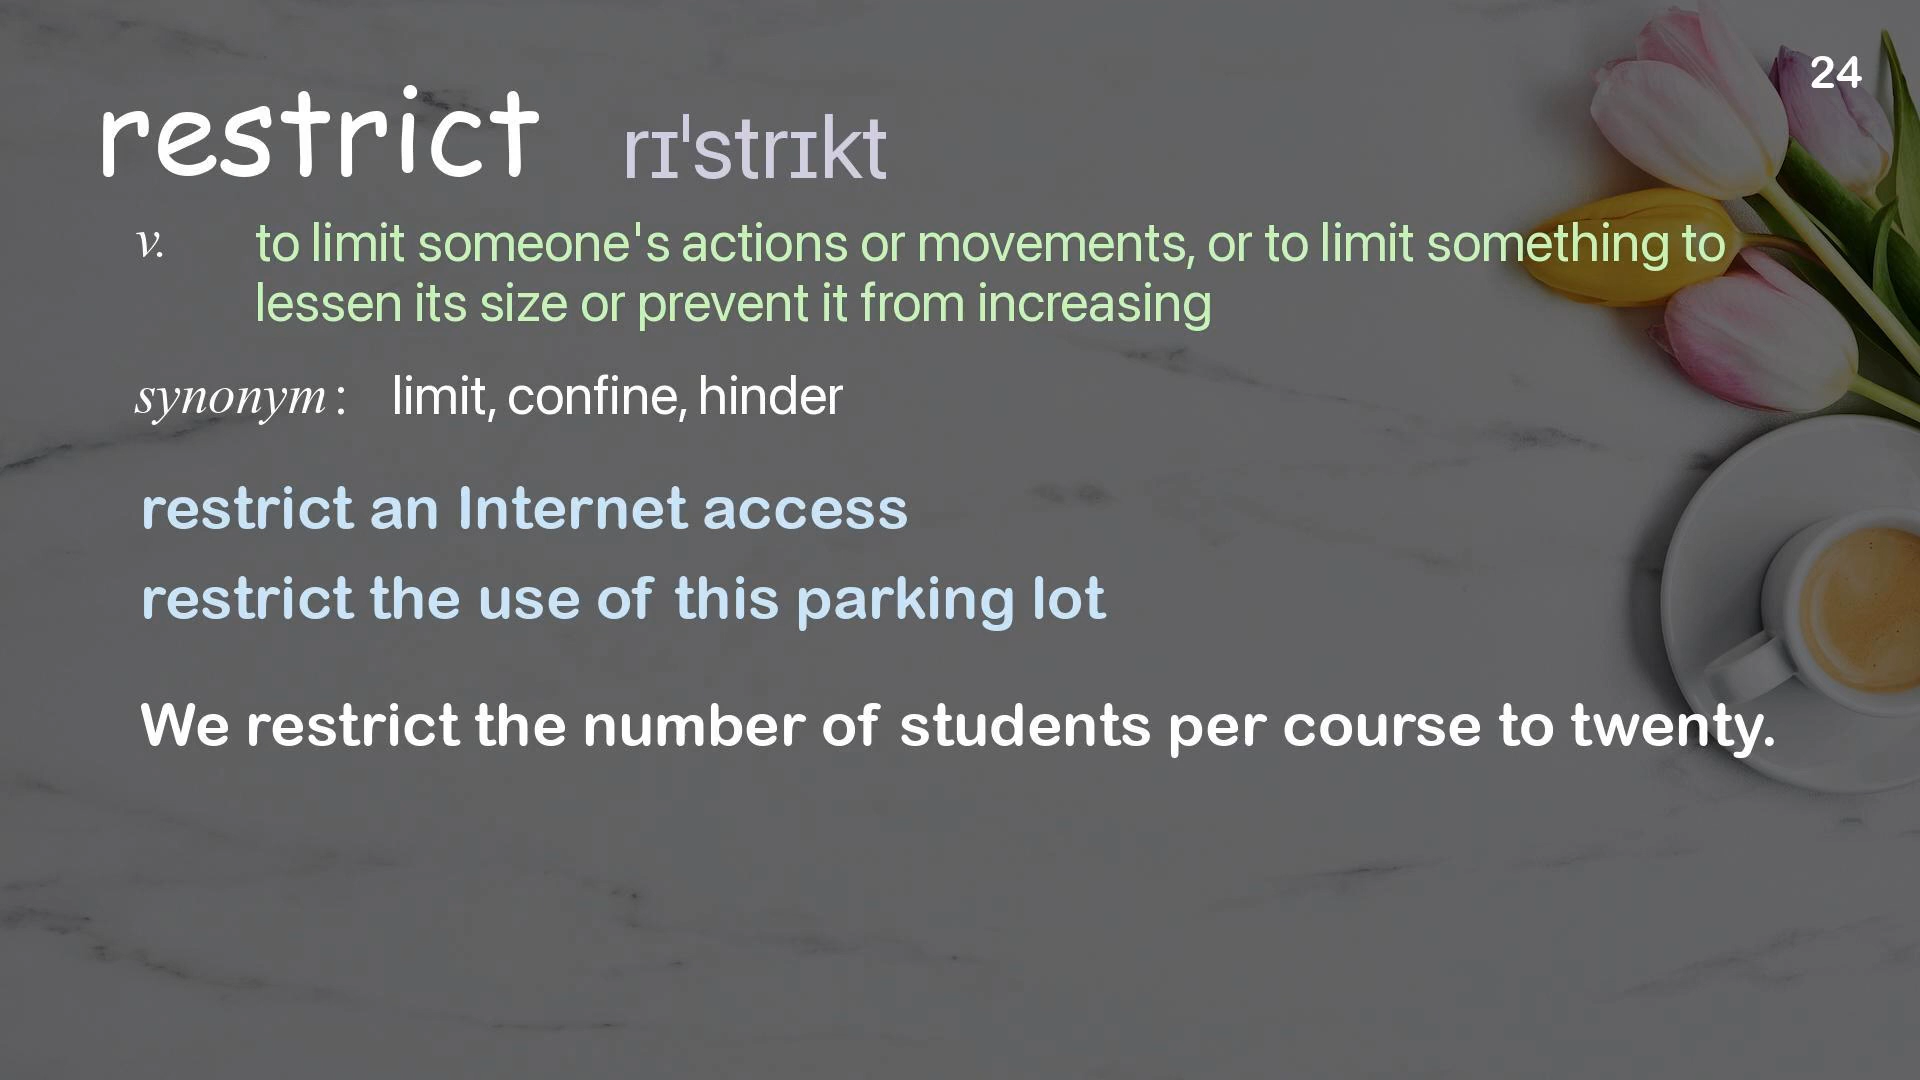 24
restrict rɪˈstrɪkt
v. to limit someone's actions or movements, or to limit something to
lessen its size or prevent it from increasing
synonym : limit, confine, hinder
restrict an Internet access
restrict the use of this parking lot
We restrict the number of students per course to twenty.